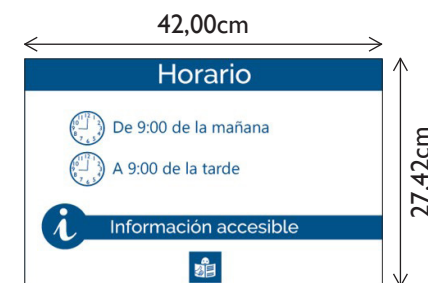 42,00cm
Horario
De 9:00 de la mañana
A 9:00 de la tarde
27,42cm
Información accesible